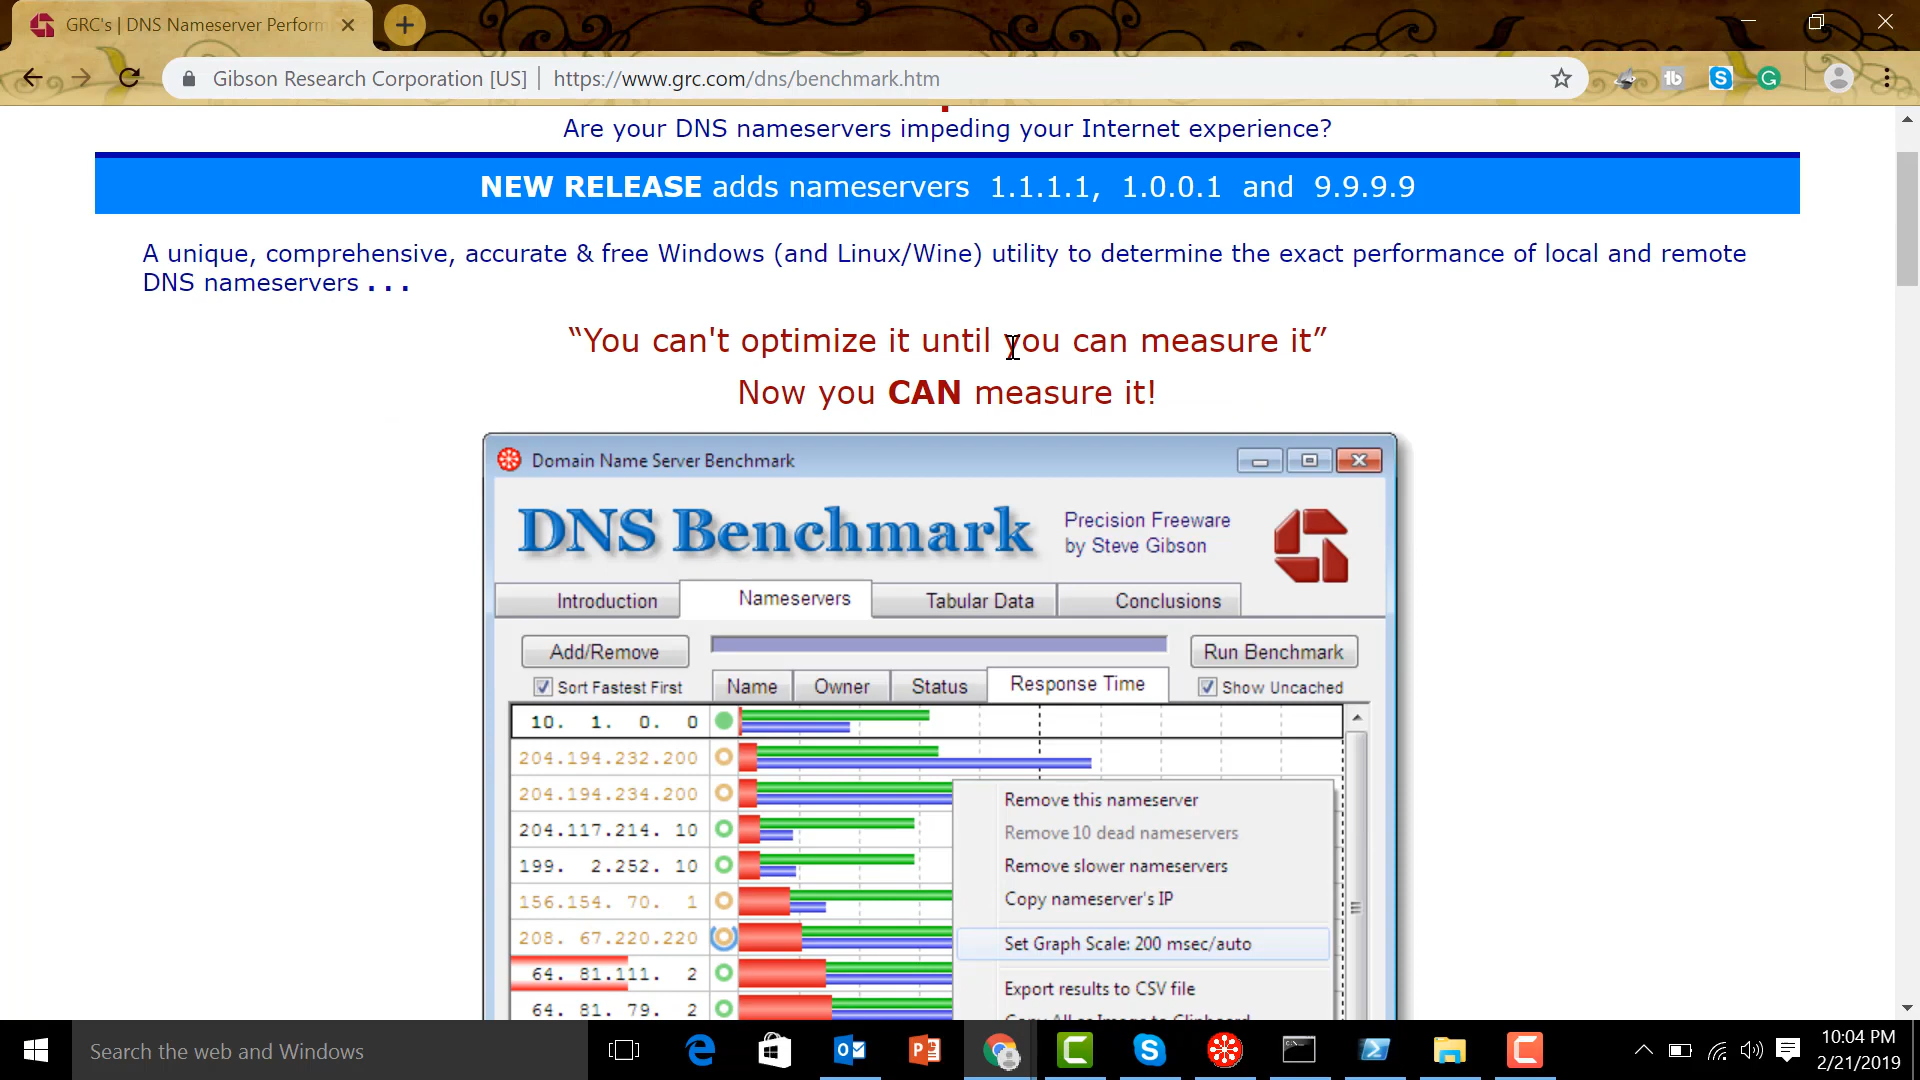 GRC's | DNS Nameserver Perform
Gibson Research Corporation [US] | https://www.grc.com/dns/benchmark.htm
Are your DNS nameservers impeding your Internet experience?
NEW RELEASE adds nameservers 1.1.1.1, 1.0.0.1 and 9.9.9.9
A unique, comprehensive, accurate & free Windows (and Linux/Wine) utility to determine the exact performance of local and remote
DNS nameservers ...
“You can't optimize it until you can measure it”
Now you CAN measure it!
Domain Name Server Benchmark
DNS Benchmark
Precision Freeware
by Steve Gibson
Introduction
Nameservers
Tabular Data
Conclusions
Add/Remove
Run Benchmark
Sort Fastest First
Name
Owner
Status
Response Time
Show Uncached
10. 1. 0. 0
204.194.232.200
204.194.234.200
204.117.214. 10
199. 2.252. 10
156.154. 70. 1
208. 67.220.220
64. 81.111. 2
64. 81. 79. 2
Remove this nameserver
Remove 10 dead nameservers
Remove slower nameservers
Copy nameserver's IP
Set Graph Scale: 200 msec/auto
Export results to CSV file
Search the web and Windows
10:04 PM
2/21/2019